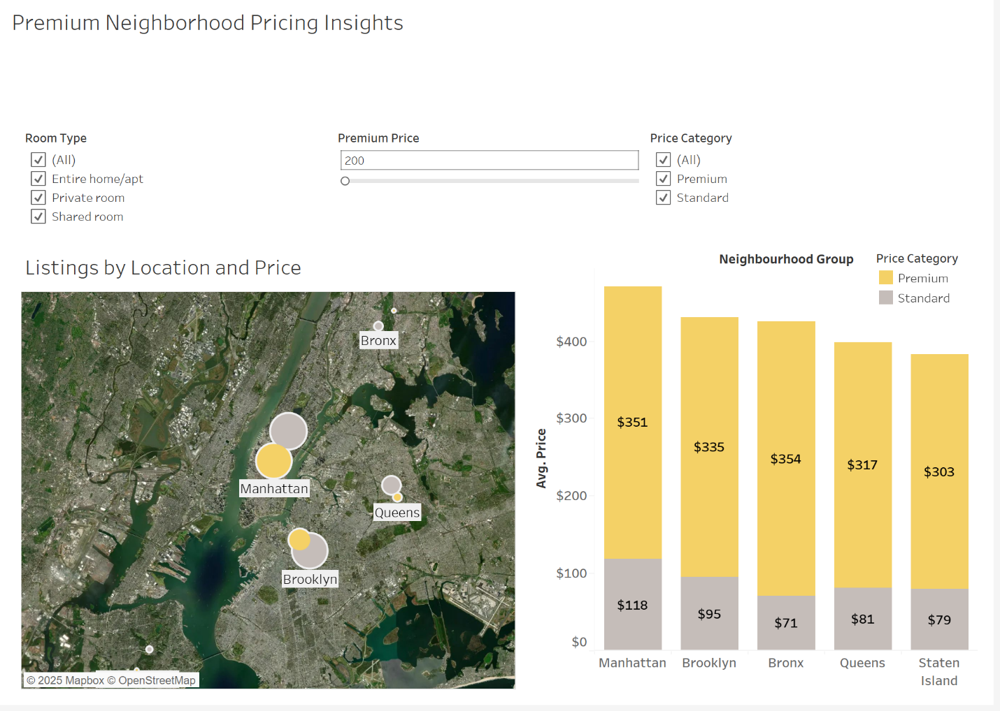 Premium Neighborhood Pricing Insights
Room Type
(All)
Entire home/apt
Private room
Shared room
Premium Price
200
Price Category
(All)
Premium
Standard
Listings by Location and Price
Bronx
Manhattan
Queens
Brooklyn
© 2025 Mapbox © OpenStreetMap
Neighbourhood Group
Price Category
Premium
Standard
Avg. Price
$400
$300
$200
$100
$0
$351
$335
$354
$317
$303
$118
$95
$71
$81
$79
Manhattan
Brooklyn
Bronx
Queens
Staten
Island